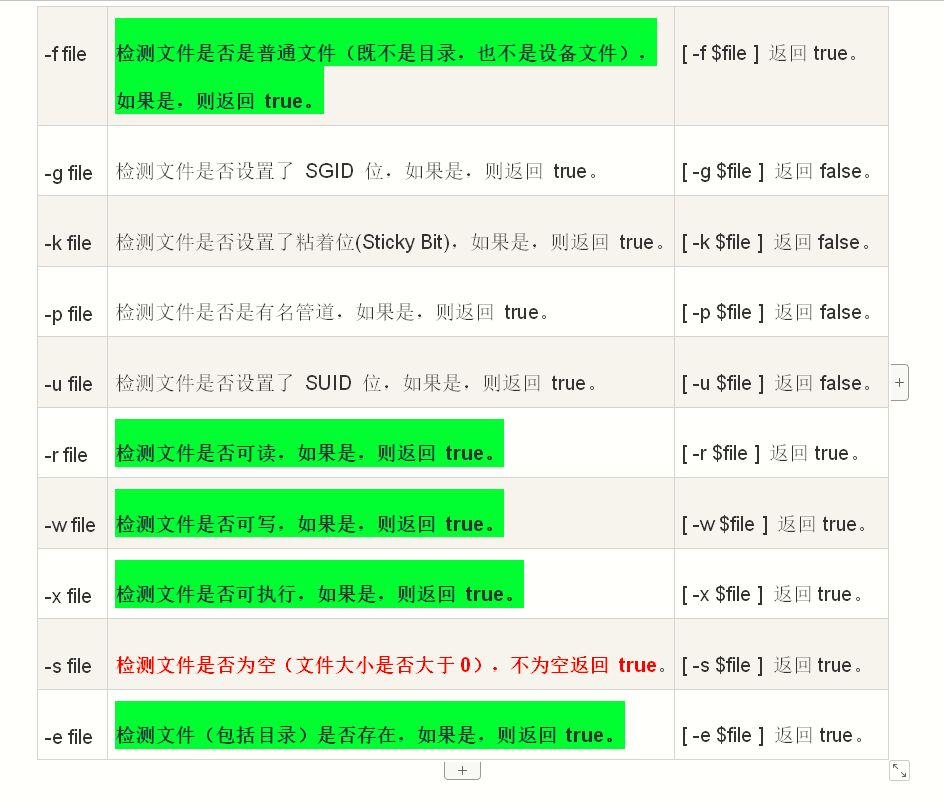 -f file 检测文件是否是普通文件（既不是目录，也不是设备文件），
如果是，则返回 true。 [ -f $file ] 返回 true。
-g file 检测文件是否设置了 SGID 位，如果是，则返回 true。 [ -g $file ] 返回 false。
-k file 检测文件是否设置了粘着位(Sticky Bit)，如果是，则返回 true。 [ -k $file ] 返回 false。
-p file 检测文件是否是有名管道，如果是，则返回 true。 [ -p $file ] 返回 false。
-u file 检测文件是否设置了 SUID 位，如果是，则返回 true。 [ -u $file ] 返回 false。
-r file 检测文件是否可读，如果是，则返回 true。 [ -r $file ] 返回 true。
-w file 检测文件是否可写，如果是，则返回 true。 [ -w $file ] 返回 true。
-x file 检测文件是否可执行，如果是，则返回 true。 [ -x $file ] 返回 true。
-s file 检测文件是否为空（文件大小是否大于0），不为空返回 true。 [ -s $file ] 返回 true。
-e file 检测文件（包括目录）是否存在，如果是，则返回 true。 [ -e $file ] 返回 true。